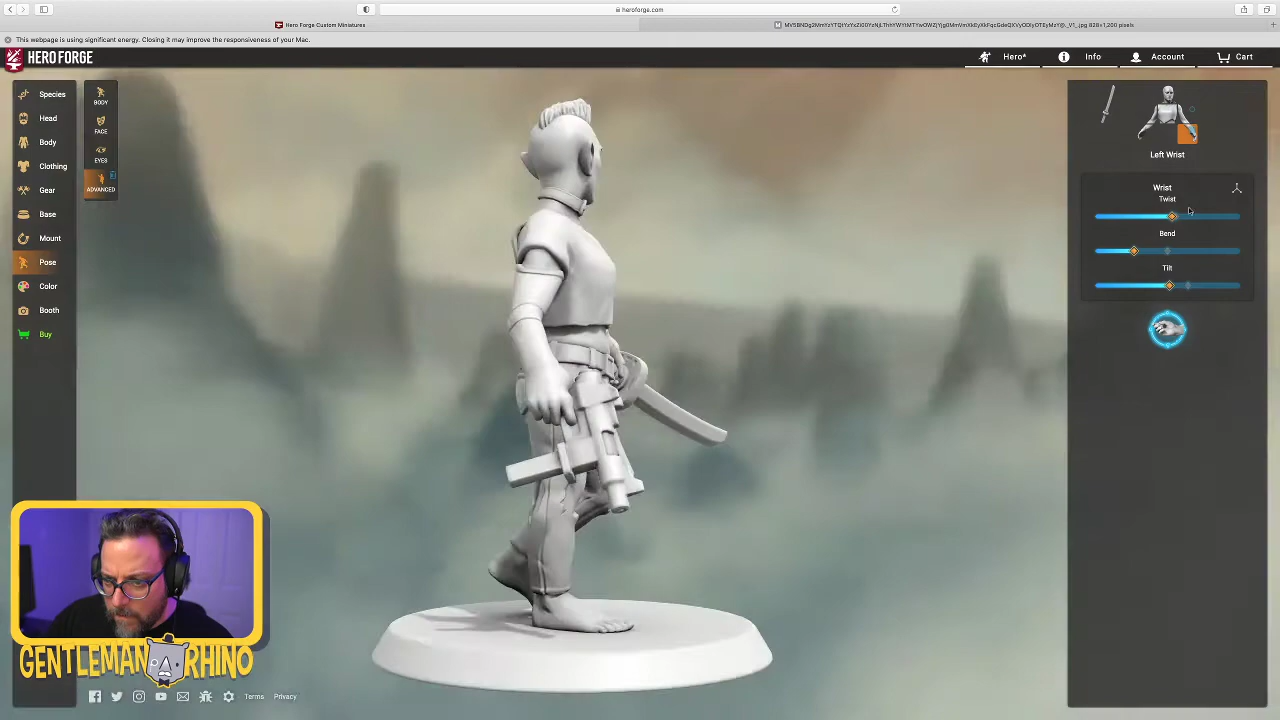 heroforge.com
Hero Forge Custom Miniatures
This webpage is using significant energy. Closing it may improve the responsiveness of your Mac.
HERO FORGE
Hero*
Info
Account
Cart
Species
Head
Body
Clothing
Gear
Base
Mount
Pose
Color
Booth
Buy
BODY
FACE
EYES
ADVANCED
Left Wrist
Wrist
Twist
Bend
Tilt
GENTLEMAN RHINO
Terms
Privacy